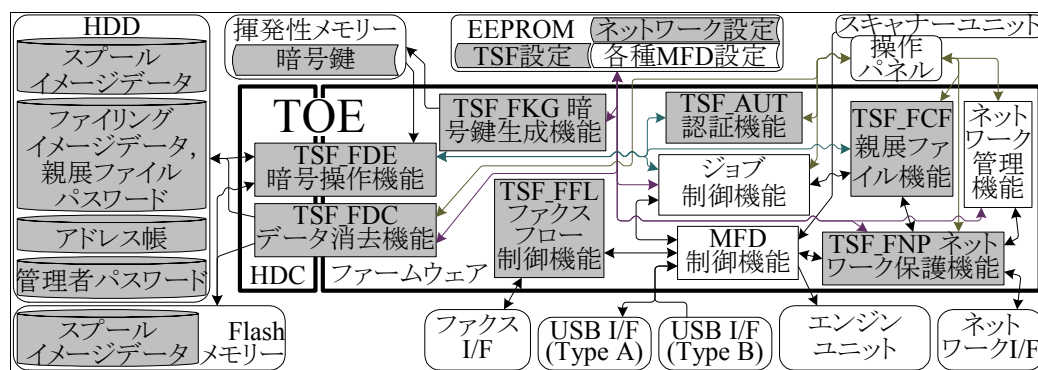 HDD
スプール
イメージデータ
ファイリング
イメージデータ,
親展ファイル
パスワード
アドレス帳
管理者パスワード
スプール
イメージデータ
Flash
メモリー
揮発性メモリー
暗号鍵
EEPROM
ネットワーク設定
TSF設定
各種MFD設定
スキャナーユニット
操作
パネル
TOE
TSF_FKG 暗
号鍵生成機能
TSF_AUT
認証機能
TSF_FCF
親展ファ
イル機能
ネット
ワーク
管理
機能
TSF_FDE
暗号操作機能
TSF_FDC
データ消去機能
TSF_FFL
ファクス
フロー
制御機能
ジョブ
制御機能
MFD
制御機能
TSF_FNP ネット
ワーク保護機能
HDC
ファームウェア
ファクス
I/F
USB I/F
(Type A)
USB I/F
(Type B)
エンジン
ユニット
ネット
ワークI/F